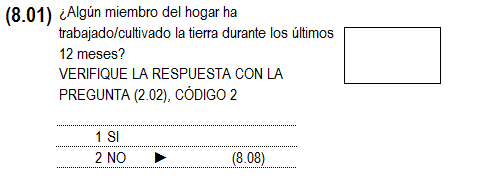 (8.01) ¿Algún miembro del hogar ha
trabajado/cultivado la tierra durante los últimos
12 meses?
VERIFIQUE LA RESPUESTA CON LA
PREGUNTA (2.02), CÓDIGO 2
1 SI
2 NO ► (8.08)